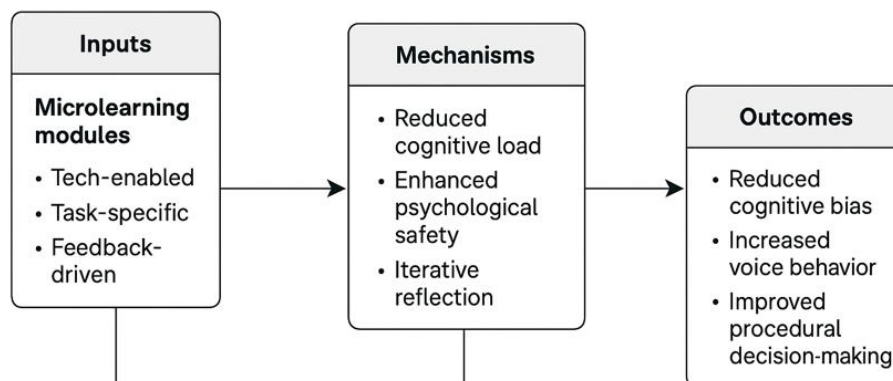 Inputs
Microlearning
modules
• Tech-enabled
• Task-specific
• Feedback-
driven
Mechanisms
• Reduced
cognitive load
• Enhanced
psychological
safety
• Iterative
reflection
Outcomes
• Reduced
cognitive bias
• Increased
voice behavior
• Improved
procedural
decision-making